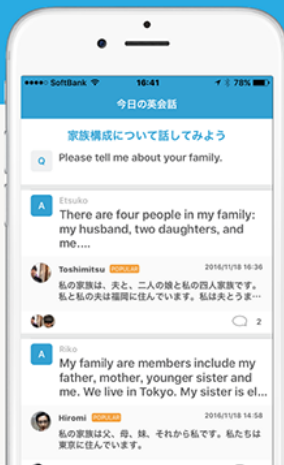 SoftBank 16:41 78%
今日の英会話
家族構成について話してみよう
Q Please tell me about your family.
A Etsuko
There are four people in my family:
my husband, two daughters, and
me....
Toshimitsu POPULAR 2016/11/18 16:36
私の家族は、夫と、二人の娘と私の四人家族です。
私と私の夫は福岡に住んでいます。私は夫とうま…
2
A Riko
My family are members include my
father, mother, younger sister and
me. We live in Tokyo. My sister is el...
Hiromi POPULAR 2016/11/18 14:58
私の家族は父、母、妹、それから私です。私たちは
東京に住んでいます。